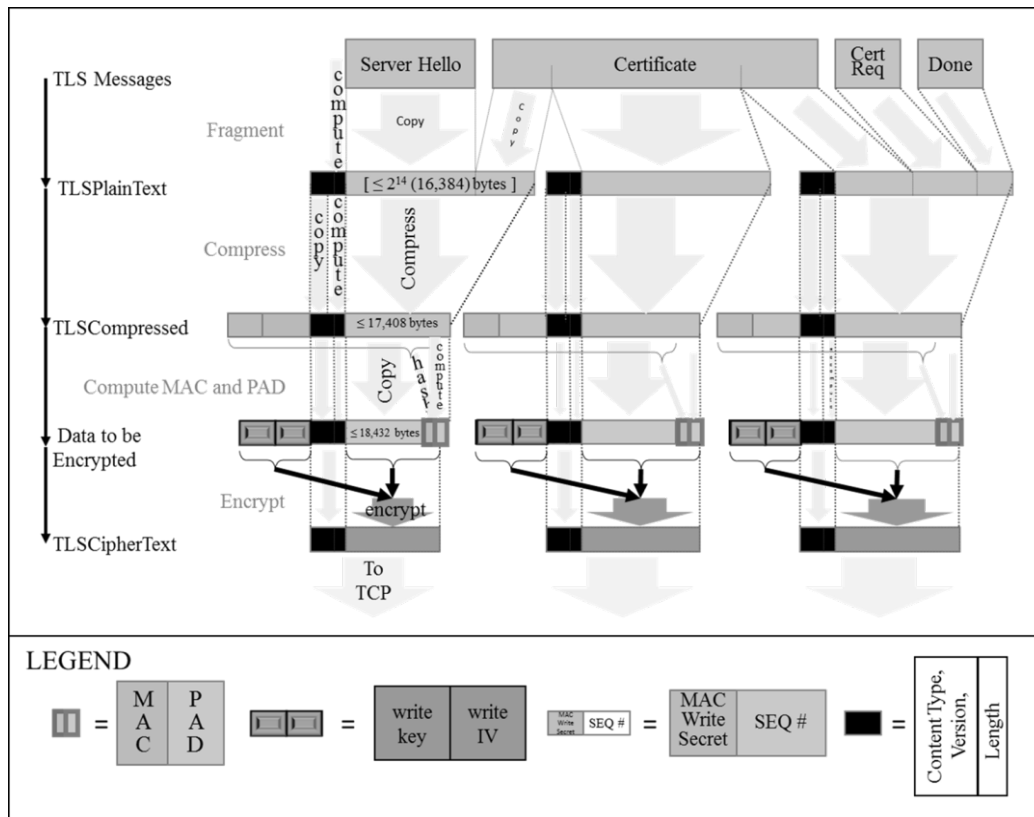 Server Hello
Certificate
Cert
Req
Done
TLS Messages
compute
Fragment
Copy
copy
TLSPlainText
[ ≤ 2¹⁴ (16,384) bytes ]
copy
compute
Compress
Compress
TLSCompressed
≤ 17,408 bytes
Compute MAC and PAD
Copy
hash
compute
Data to be
Encrypted
≤ 18,432 bytes
Encrypt
encrypt
TLSCipherText
To
TCP
LEGEND
=
MAC
PAD
=
write
key
write
IV
MAC
Write
Secret
SEQ #
=
MAC
Write
Secret
SEQ #
=
Content Type,
Version,
Length